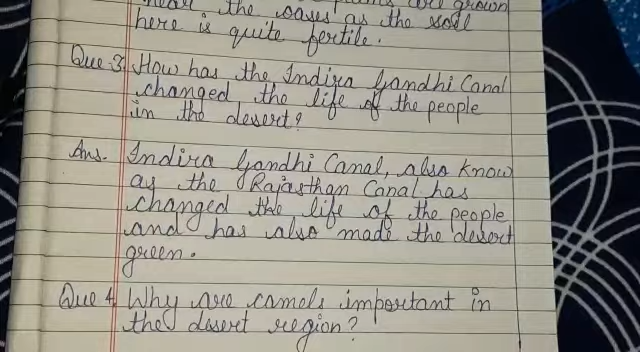 near the oases as the soil
here is quite fertile.
Que 3 How has the Indira Gandhi Canal
changed the life of the people
in the desert?
Ans. Indira Gandhi Canal, also know
as the Rajasthan Canal has
changed the life of the people
and has also made the desert
green.
Que 4 Why are camels important in
the desert region?